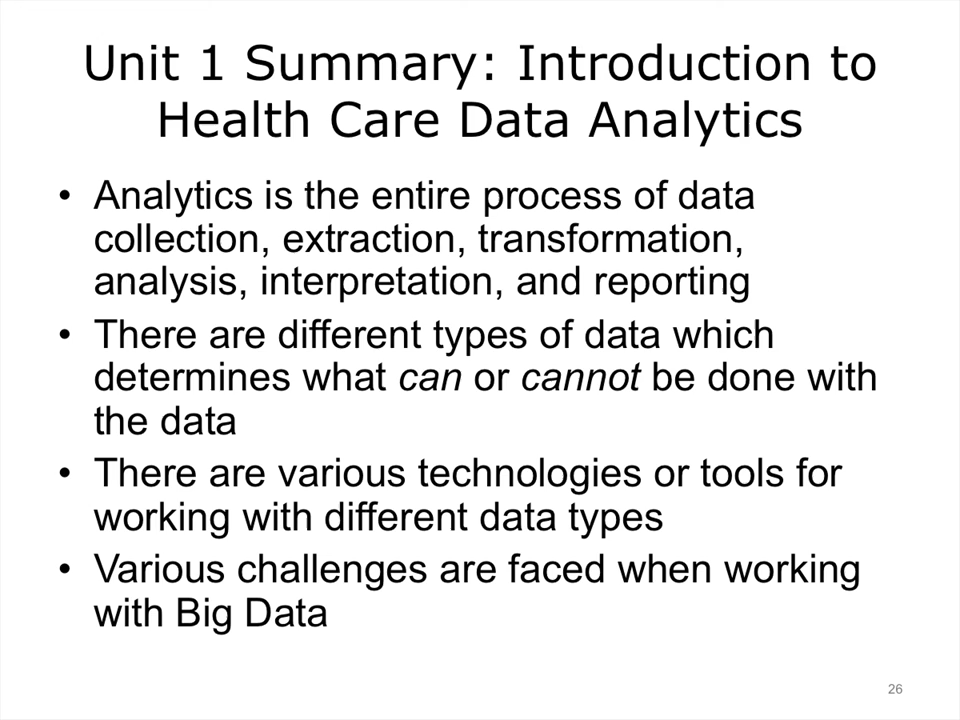 Unit 1 Summary: Introduction to
Health Care Data Analytics
• Analytics is the entire process of data
collection, extraction, transformation,
analysis, interpretation, and reporting
• There are different types of data which
determines what can or cannot be done with
the data
• There are various technologies or tools for
working with different data types
• Various challenges are faced when working
with Big Data
26